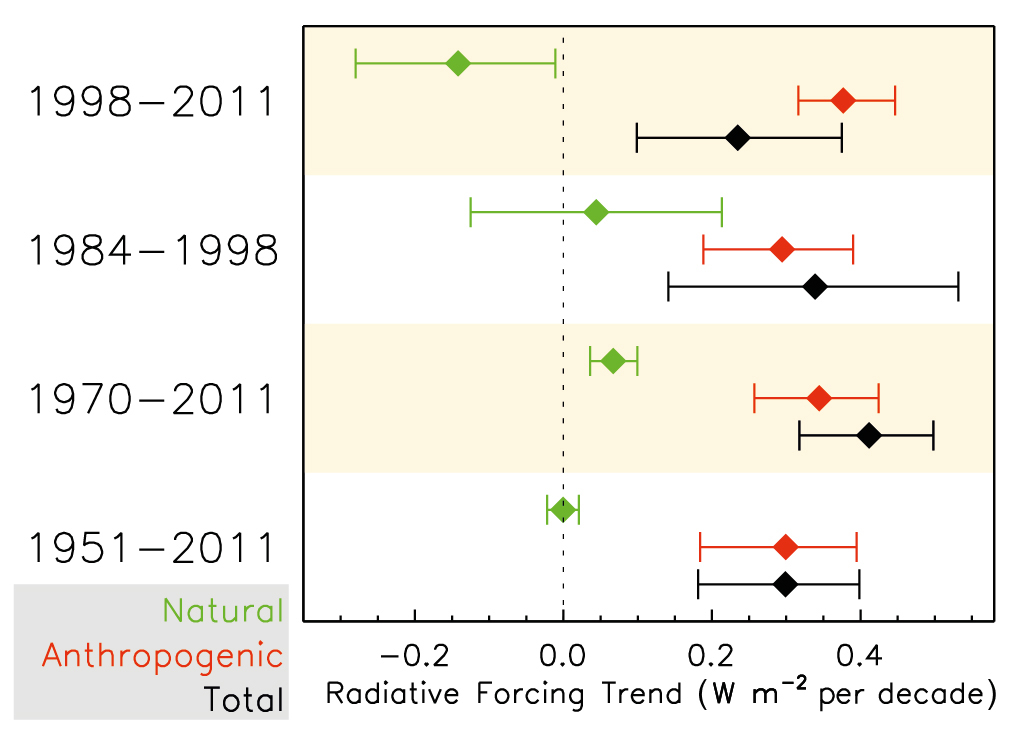 1998–2011
1984–1998
1970–2011
1951–2011
Natural
Anthropogenic
Total
−0.2 0.0 0.2 0.4
Radiative Forcing Trend (W m⁻² per decade)